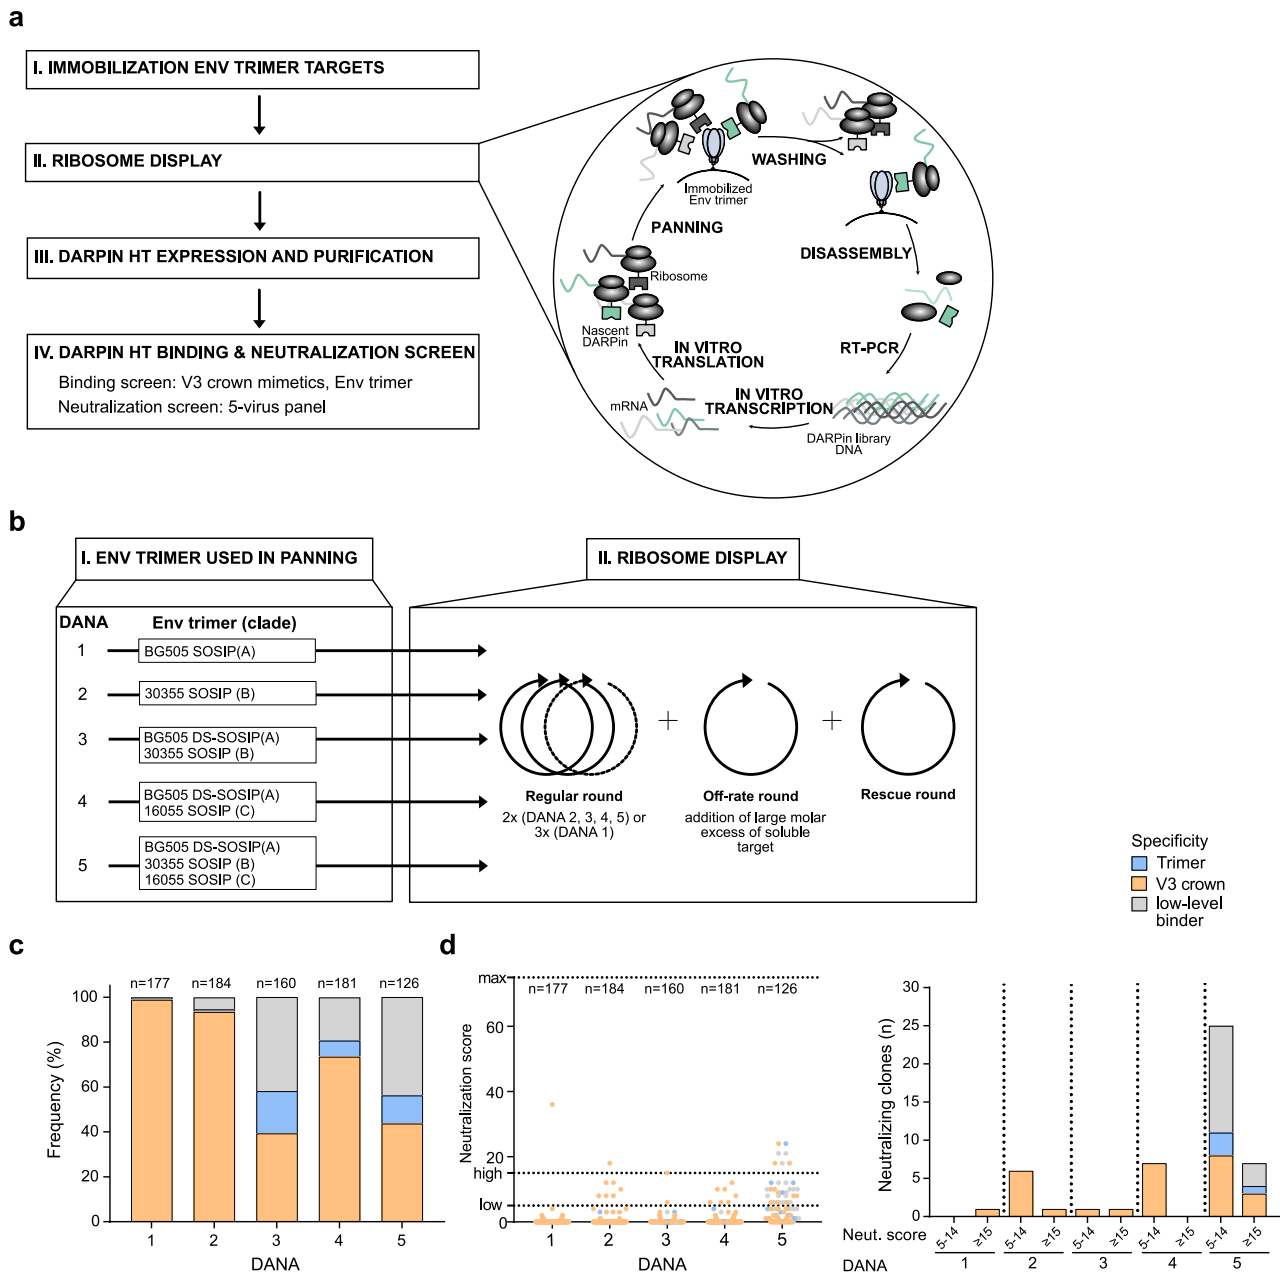 a
I. IMMOBILIZATION ENV TRIMER TARGETS
II. RIBOSOME DISPLAY
III. DARPIN HT EXPRESSION AND PURIFICATION
IV. DARPIN HT BINDING & NEUTRALIZATION SCREEN
Binding screen: V3 crown mimetics, Env trimer
Neutralization screen: 5-virus panel
WASHING
Immobilized
Env trimer
PANNING
DISASSEMBLY
Ribosome
Nascent
DARPin
IN VITRO
TRANSLATION
RT-PCR
mRNA
IN VITRO
TRANSCRIPTION
DARPin library
DNA
b
I. ENV TRIMER USED IN PANNING
II. RIBOSOME DISPLAY
DANA
Env trimer (clade)
1
BG505 SOSIP(A)
2
30355 SOSIP (B)
3
BG505 DS-SOSIP(A)
30355 SOSIP (B)
4
BG505 DS-SOSIP(A)
16055 SOSIP (C)
5
BG505 DS-SOSIP(A)
30355 SOSIP (B)
16055 SOSIP (C)
+
+
Regular round
2x (DANA 2, 3, 4, 5) or
3x (DANA 1)
Off-rate round
addition of large molar
excess of soluble
target
Rescue round
Specificity
Trimer
V3 crown
low-level
binder
c
n=177 n=184 n=160 n=181 n=126
Frequency (%)
100
80
60
40
20
0
1 2 3 4 5
DANA
d
n=177 n=184 n=160 n=181 n=126
Neutralization score
max
60
40
20
high
low
0
1 2 3 4 5
DANA
Neutralizing clones (n)
30
25
20
15
10
5
0
Neut. score
5-14 ≥15 5-14 ≥15 5-14 ≥15 5-14 ≥15 5-14 ≥15
DANA 1 2 3 4 5